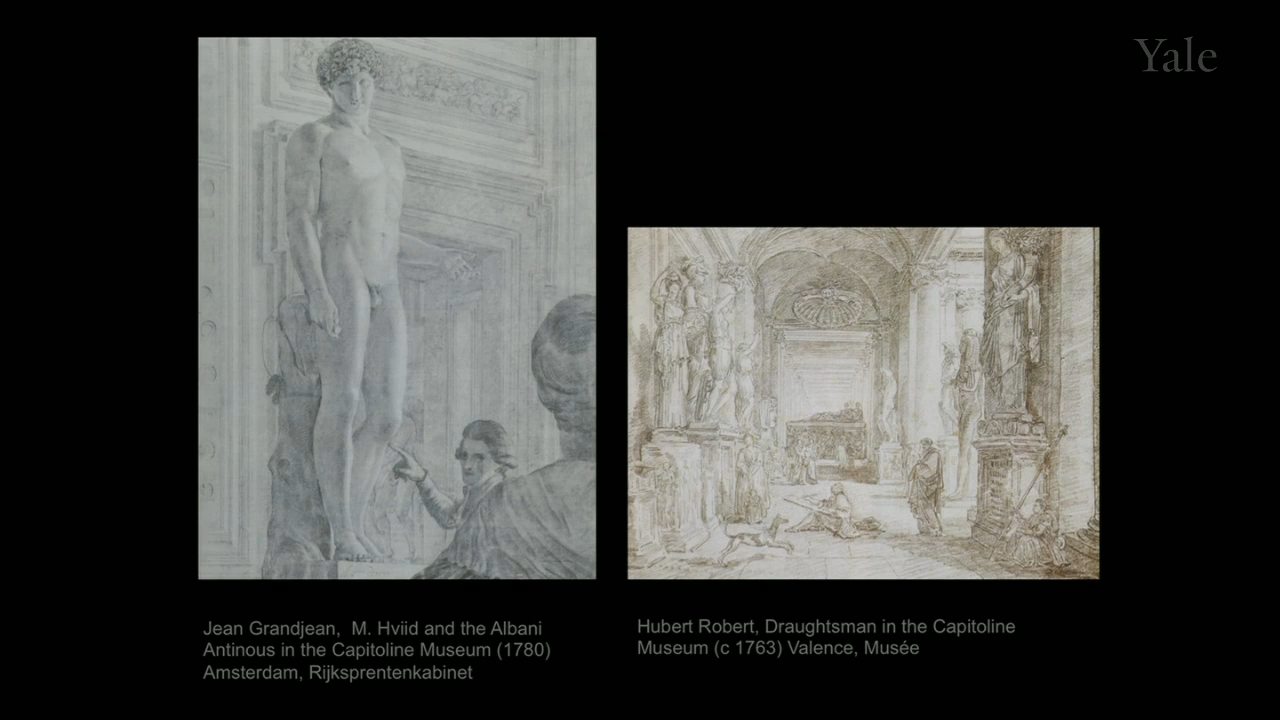 Yale
Jean Grandjean,  M. Hviid and the Albani
Antinous in the Capitoline Museum (1780)
Amsterdam, Rijksprentenkabinet
Hubert Robert, Draughtsman in the Capitoline
Museum (c 1763) Valence, Musée